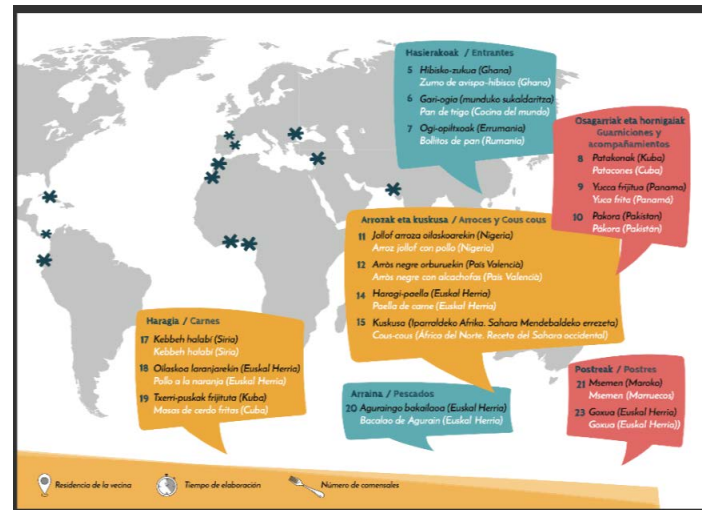 Hasierakoak / Entrantes
5 Hibisko-zukua (Ghana)
Zumo de avispa-hibisco (Ghana)
6 Gari-ogia (munduko sukaldaritza)
Pan de trigo (Cocina del mundo)
7 Ogi-opiltxoak (Errumania)
Bollitos de pan (Rumanía)
Osagarriak eta hornigaiak
Guarniciones y
acompañamientos
8 Patakonak (Kuba)
Patacones (Cuba)
9 Yucca frijitua (Panama)
Yuca frita (Panamá)
10 Pakora (Pakistan)
Pákora (Pakistán)
Arrozak eta kuskusa / Arroces y Cous cous
11 Jollof arroza oilaskoarekin (Nigeria)
Arroz jollof con pollo (Nigeria)
12 Arròs negre orburuekin (País Valencià)
Arròs negre con alcachofas (País Valencià)
14 Haragi-paella (Euskal Herria)
Paella de carne (Euskal Herria)
15 Kuskusa (Iparraldeko Afrika. Sahara Mendebaldeko errezeta)
Cous-cous (África del Norte. Receta del Sahara occidental)
Haragia / Carnes
17 Kebbeh halabi (Siria)
Kebbeh halabí (Siria)
18 Oilaskoa laranjarekin (Euskal Herria)
Pollo a la naranja (Euskal Herria)
19 Txerri-puskak frijituta (Kuba)
Masas de cerdo fritas (Cuba)
Arraina / Pescados
20 Aguraingo bakailaoa (Euskal Herria)
Bacalao de Agurain (Euskal Herria)
Postreak / Postres
21 Msemen (Maroko)
Msemen (Marruecos)
23 Goxua (Euskal Herria)
Goxua (Euskal Herria))
Residencia de la vecina
Tiempo de elaboración
Número de comensales